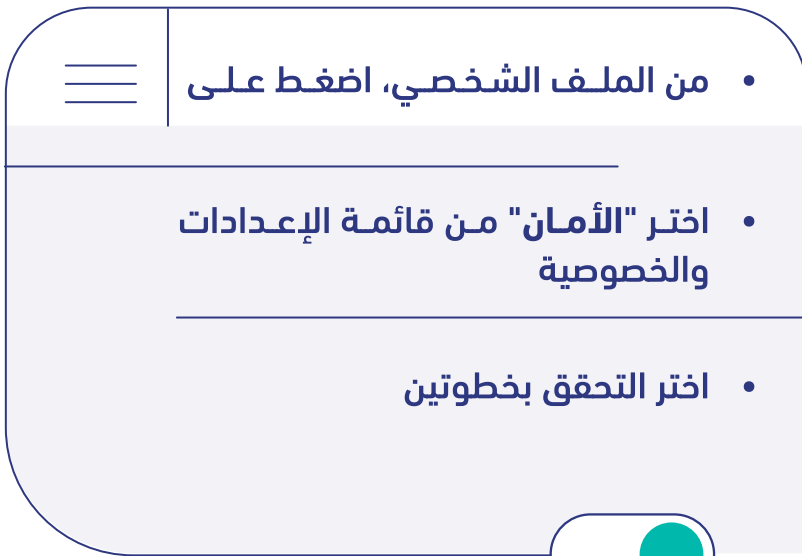 • من الملف الشخصي، اضغط على
• اختر "الأمان" من قائمة الإعدادات
والخصوصية
• اختر التحقق بخطوتين